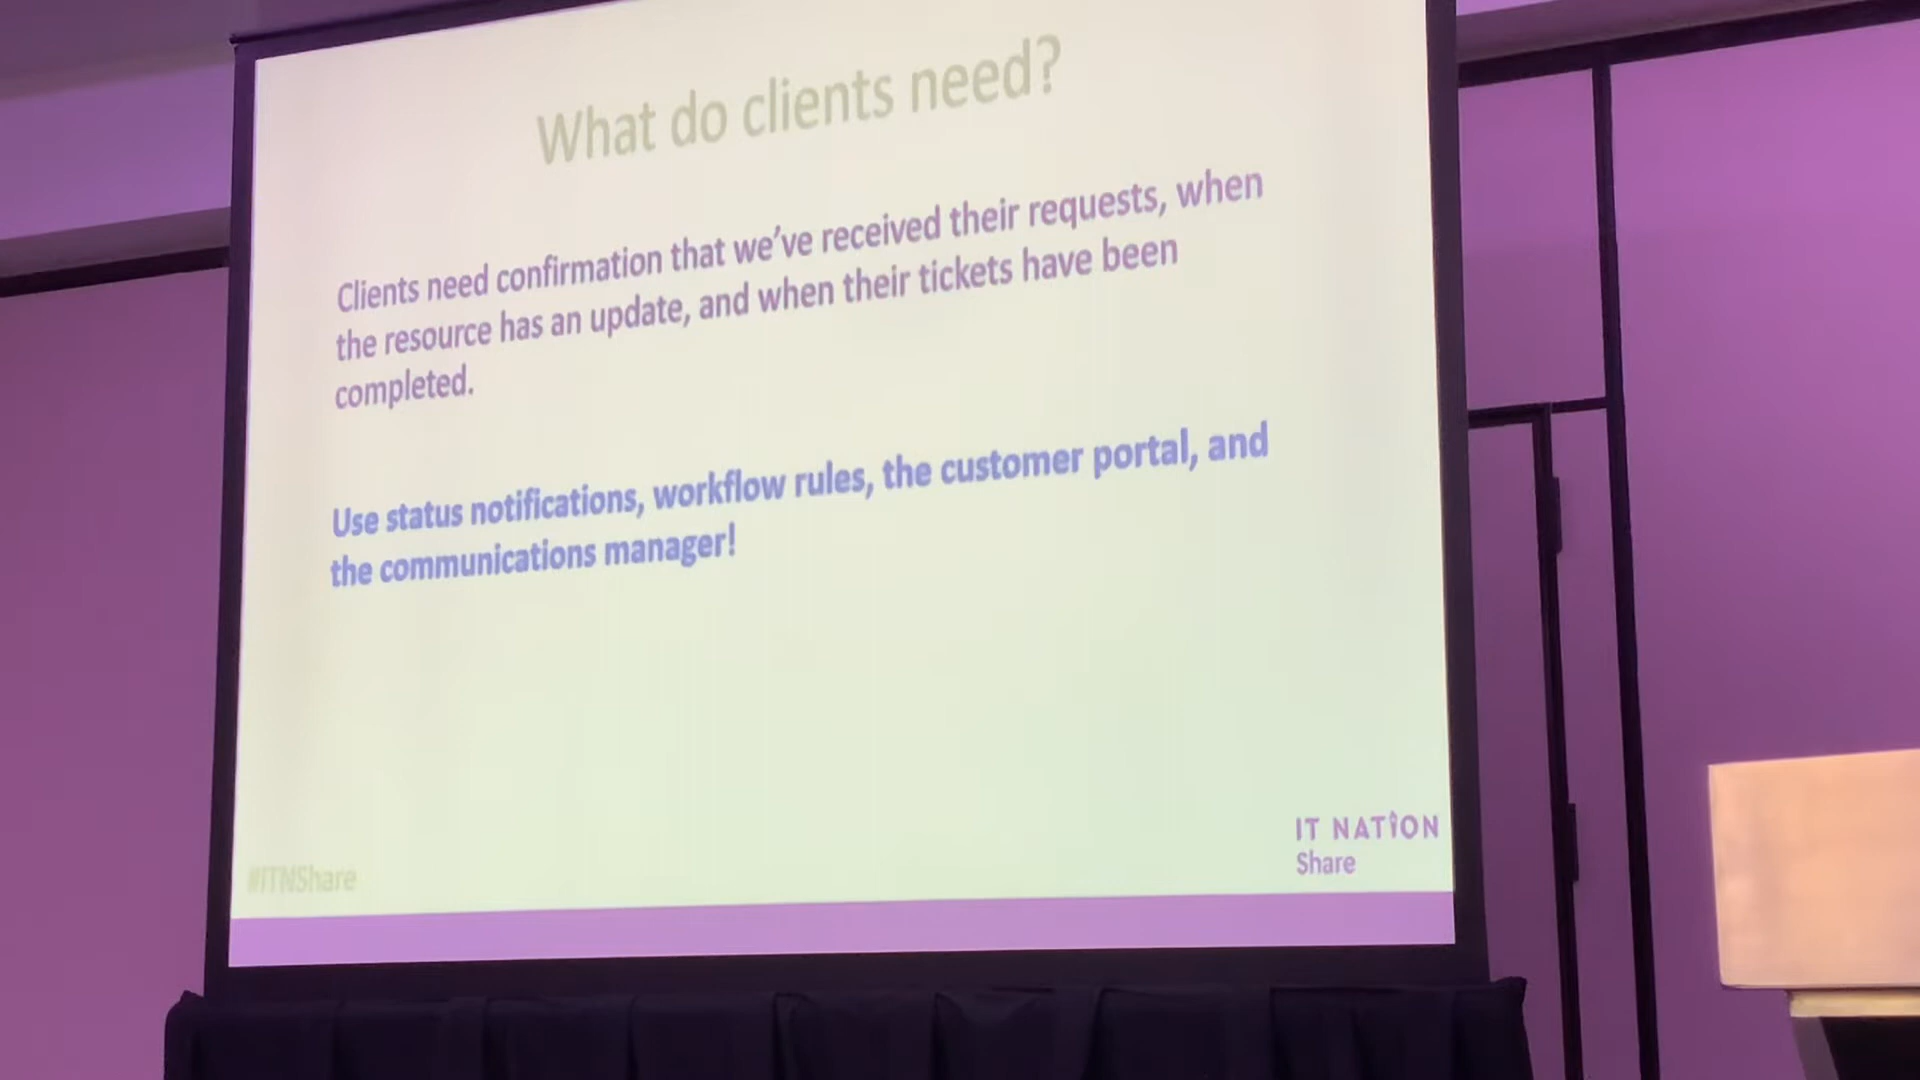 What do clients need?
Clients need confirmation that we've received their requests, when
the resource has an update, and when their tickets have been
completed.
Use status notifications, workflow rules, the customer portal, and
the communications manager!
#ITNShare
IT NATION
Share